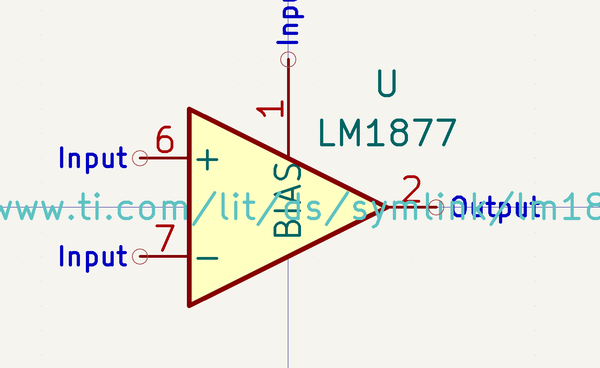 Inpu
U
1
LM1877
6
Input
+
BIAS
2
www.ti.com/lit/ds/symlink/lm18
Output
7
Input
−